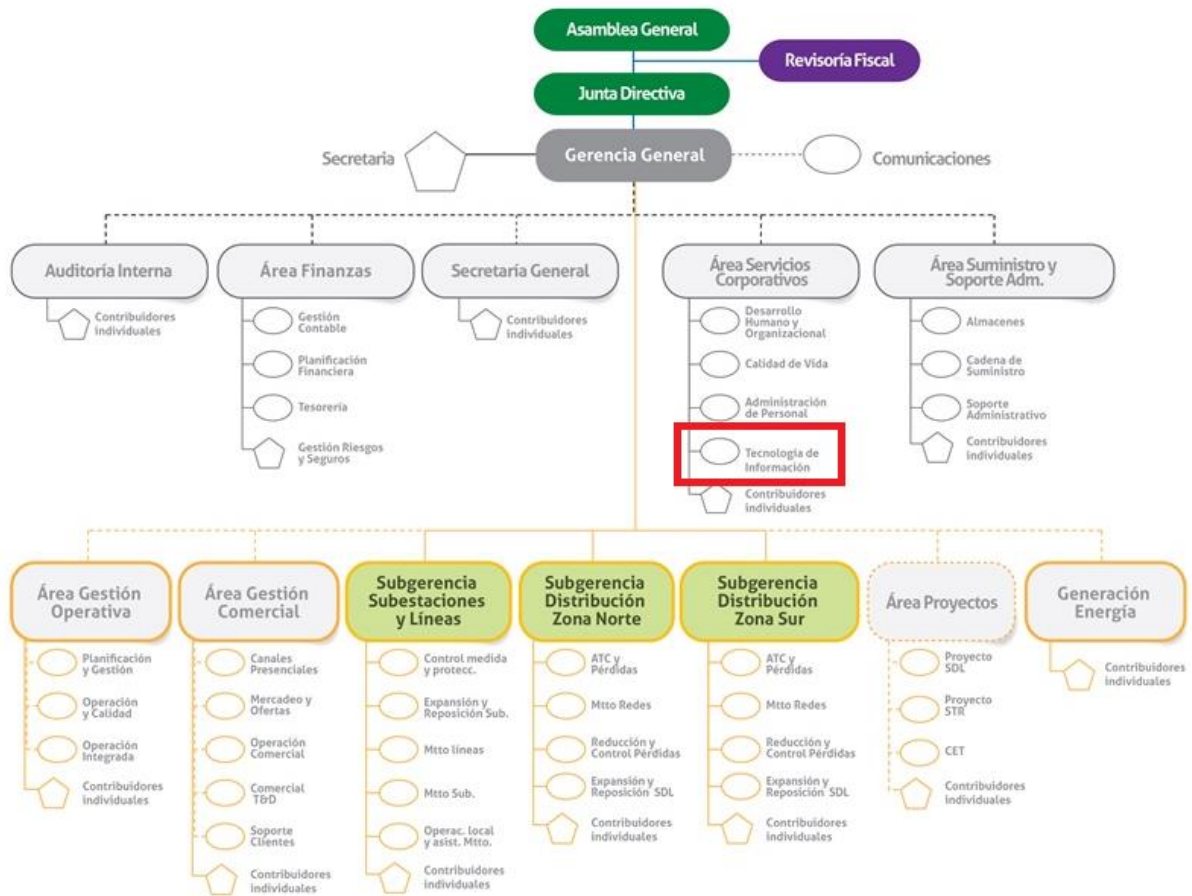 Asamblea General
Revisoría Fiscal
Junta Directiva
Secretaria
Gerencia General
Comunicaciones
Auditoría Interna
Contribuidores
individuales
Área Finanzas
Gestión
Contable
Planificación
Financiera
Tesorería
Gestión Riesgos
y Seguros
Secretaría General
Contribuidores
individuales
Área Servicios
Corporativos
Desarrollo
Humano y
Organizacional
Calidad de Vida
Administración
de Personal
Tecnología de
Información
Contribuidores
individuales
Área Suministro y
Soporte Adm.
Almacenes
Cadena de
Suministro
Soporte
Administrativo
Contribuidores
individuales
Área Gestión
Operativa
Planificación
y Gestión
Operación
y Calidad
Operación
Integrada
Contribuidores
individuales
Área Gestión
Comercial
Canales
Presenciales
Mercadeo y
Ofertas
Operación
Comercial
Comercial
T&D
Soporte
Clientes
Contribuidores
individuales
Subgerencia
Subestaciones
y Líneas
Control medida
y protecc.
Expansión y
Reposición Sub.
Mtto líneas
Mtto Sub.
Operac. local
y asist. Mtto.
Contribuidores
individuales
Subgerencia
Distribución
Zona Norte
ATC y
Pérdidas
Mtto Redes
Reducción y
Control Pérdidas
Expansión y
Reposición SDL
Contribuidores
individuales
Subgerencia
Distribución
Zona Sur
ATC y
Pérdidas
Mtto Redes
Reducción y
Control Pérdidas
Expansión y
Reposición SDL
Contribuidores
individuales
Área Proyectos
Proyecto
SDL
Proyecto
STR
CET
Contribuidores
individuales
Generación
Energía
Contribuidores
individuales